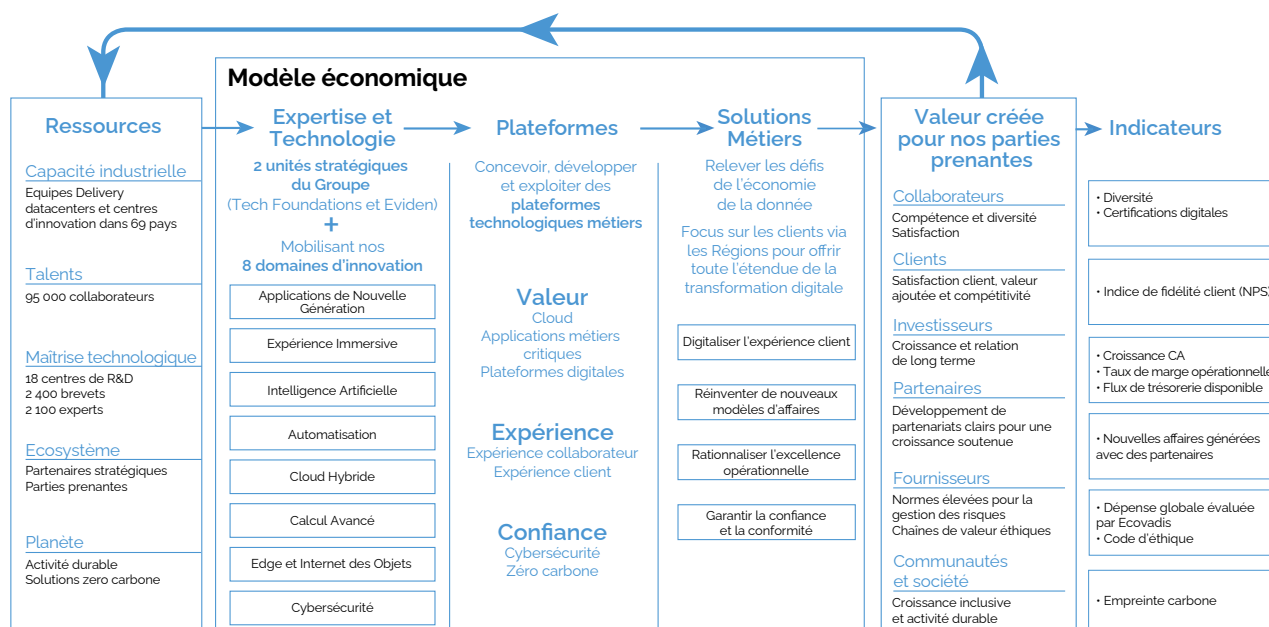 Modèle économique
Ressources
Capacité industrielle
Equipes Delivery
datacenters et centres
d'innovation dans 69 pays
Talents
95 000 collaborateurs
Maîtrise technologique
18 centres de R&D
2 400 brevets
2 100 experts
Ecosystème
Partenaires stratégiques
Parties prenantes
Planète
Activité durable
Solutions zero carbone
Expertise et
Technologie
2 unités stratégiques
du Groupe
(Tech Foundations et Eviden)
+
Mobilisant nos
8 domaines d'innovation
Applications de Nouvelle
Génération
Expérience Immersive
Intelligence Artificielle
Automatisation
Cloud Hybride
Calcul Avancé
Edge et Internet des Objets
Cybersécurité
Plateformes
Concevoir, développer
et exploiter des
plateformes
technologiques métiers
Valeur
Cloud
Applications métiers
critiques
Plateformes digitales
Expérience
Expérience collaborateur
Expérience client
Confiance
Cybersécurité
Zéro carbone
Solutions
Métiers
Relever les défis
de l'économie
de la donnée
Focus sur les clients via
les Régions pour offrir
toute l'étendue de la
transformation digitale
Digitaliser l'expérience client
Réinventer de nouveaux
modèles d'affaires
Rationnaliser l'excellence
opérationnelle
Garantir la confiance
et la conformité
Valeur créée
pour nos parties
prenantes
Collaborateurs
Compétence et diversité
Satisfaction
Clients
Satisfaction client, valeur
ajoutée et compétitivité
Investisseurs
Croissance et relation
de long terme
Partenaires
Développement de
partenariats clairs pour une
croissance soutenue
Fournisseurs
Normes élevées pour la
gestion des risques
Chaînes de valeur éthiques
Communautés
et société
Croissance inclusive
et activité durable
Indicateurs
• Diversité
• Certifications digitales
• Indice de fidélité client (NPS)
• Croissance CA
• Taux de marge opérationnelle
• Flux de trésorerie disponible
• Nouvelles affaires générées
avec des partenaires
• Dépense globale évaluée
par Ecovadis
• Code d'éthique
• Empreinte carbone